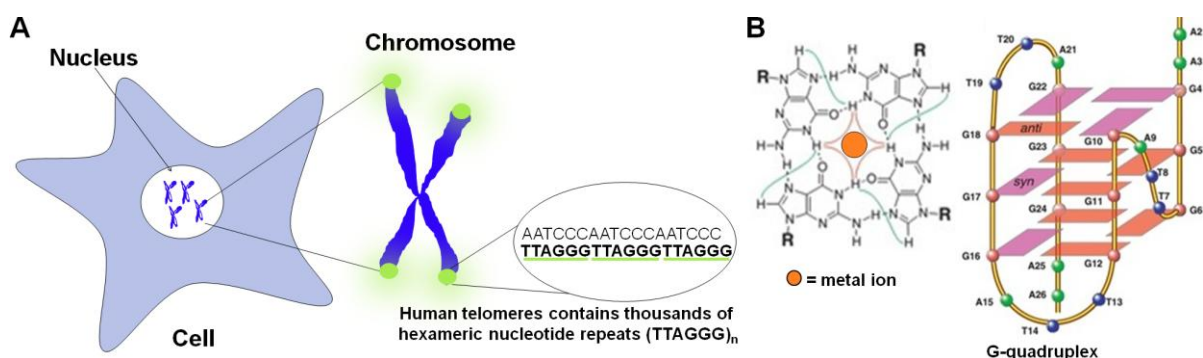 A
Nucleus
Chromosome
Cell
AATCCCAATCCCAATCCC
TTAGGGTTAGGGTTAGGG
Human telomeres contains thousands of
hexameric nucleotide repeats (TTAGGG)n
B
H
N
H
N
R
N
R
N
N
H
N
H
N
N
O
H
N
O
N
H
N
H
H
H
N
H
O
H
O
H
N
H
N
N
N
N
H
N
R
N
N
H
N
R
H
H
= metal ion
T20
A21
A2
A3
T19
G22
G4
G18
anti
G10
A9
G23
G5
T8
syn
G17
G11
T7
G24
G6
G16
G12
A25
A15
A26
T13
T14
G-quadruplex